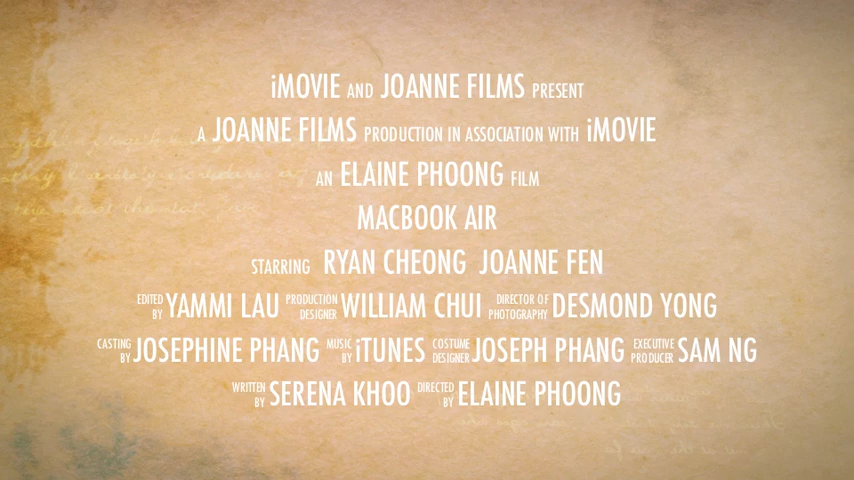 iMOVIE AND JOANNE FILMS PRESENT
A JOANNE FILMS PRODUCTION IN ASSOCIATION WITH iMOVIE
AN ELAINE PHOONG FILM
MACBOOK AIR
STARRING RYAN CHEONG JOANNE FEN
EDITED BY YAMMI LAU PRODUCTION DESIGNER WILLIAM CHUI DIRECTOR OF PHOTOGRAPHY DESMOND YONG
CASTING BY JOSEPHINE PHANG MUSIC BY iTUNES COSTUME DESIGNER JOSEPH PHANG EXECUTIVE PRODUCER SAM NG
WRITTEN BY SERENA KHOO DIRECTED BY ELAINE PHOONG